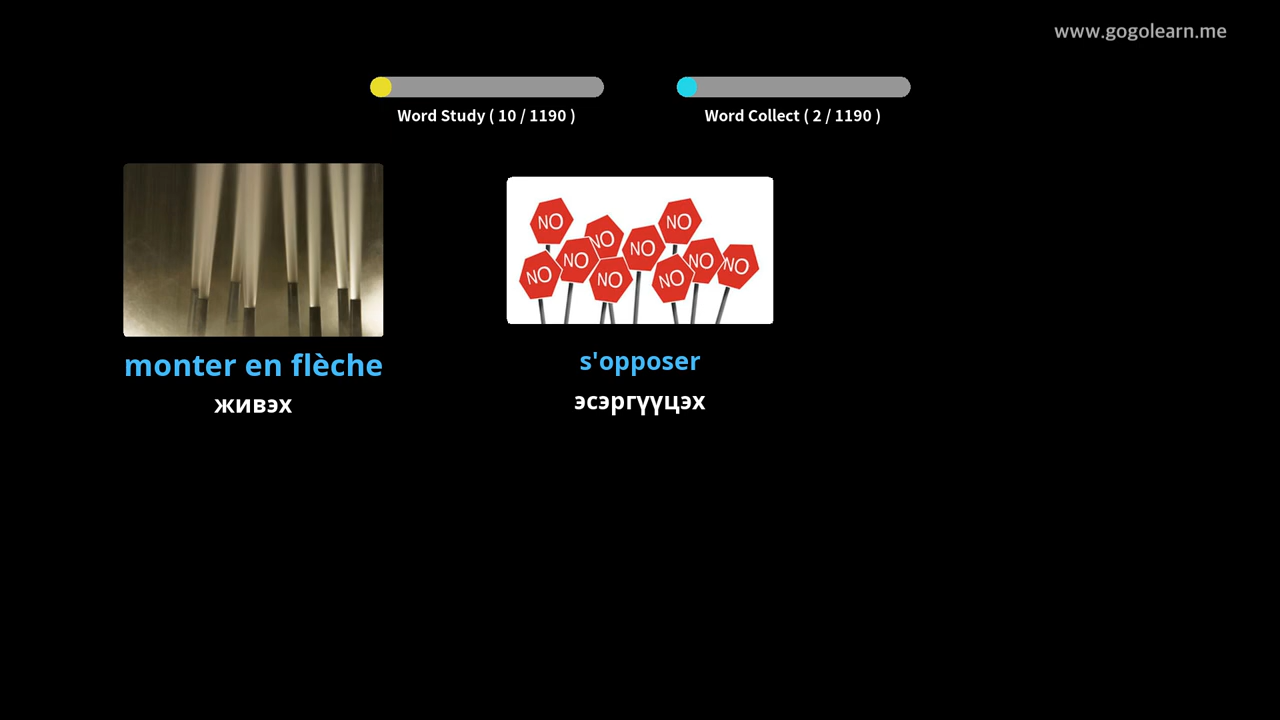 www.gogolearn.me
Word Study ( 10 / 1190 )
Word Collect ( 2 / 1190 )
NO
NO
NO
NO
NO
NO
NO
NO
NO
NO
monter en flèche
живэх
s'opposer
эсэргүүцэх